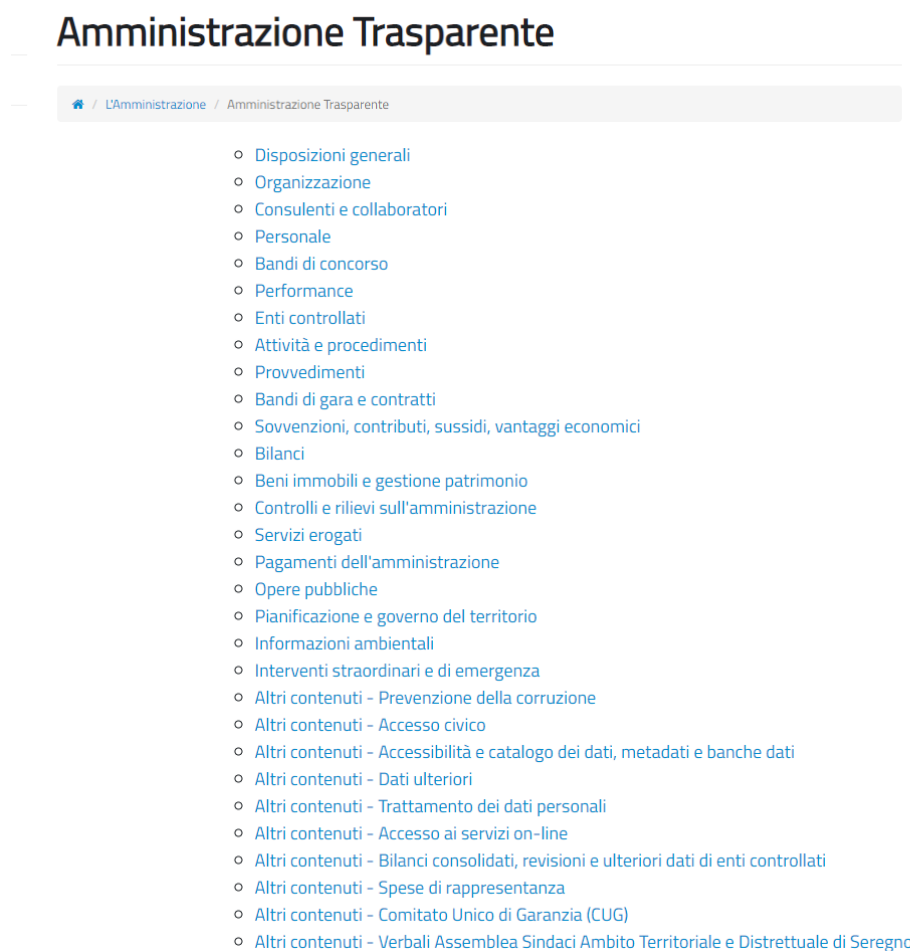 Amministrazione Trasparente
/ L'Amministrazione / Amministrazione Trasparente
Disposizioni generali
Organizzazione
Consulenti e collaboratori
Personale
Bandi di concorso
Performance
Enti controllati
Attività e procedimenti
Provvedimenti
Bandi di gara e contratti
Sovvenzioni, contributi, sussidi, vantaggi economici
Bilanci
Beni immobili e gestione patrimonio
Controlli e rilievi sull'amministrazione
Servizi erogati
Pagamenti dell'amministrazione
Opere pubbliche
Pianificazione e governo del territorio
Informazioni ambientali
Interventi straordinari e di emergenza
Altri contenuti - Prevenzione della corruzione
Altri contenuti - Accesso civico
Altri contenuti - Accessibilità e catalogo dei dati, metadati e banche dati
Altri contenuti - Dati ulteriori
Altri contenuti - Trattamento dei dati personali
Altri contenuti - Accesso ai servizi on-line
Altri contenuti - Bilanci consolidati, revisioni e ulteriori dati di enti controllati
Altri contenuti - Spese di rappresentanza
Altri contenuti - Comitato Unico di Garanzia (CUG)
Altri contenuti - Verbali Assemblea Sindaci Ambito Territoriale e Distrettuale di Seregno